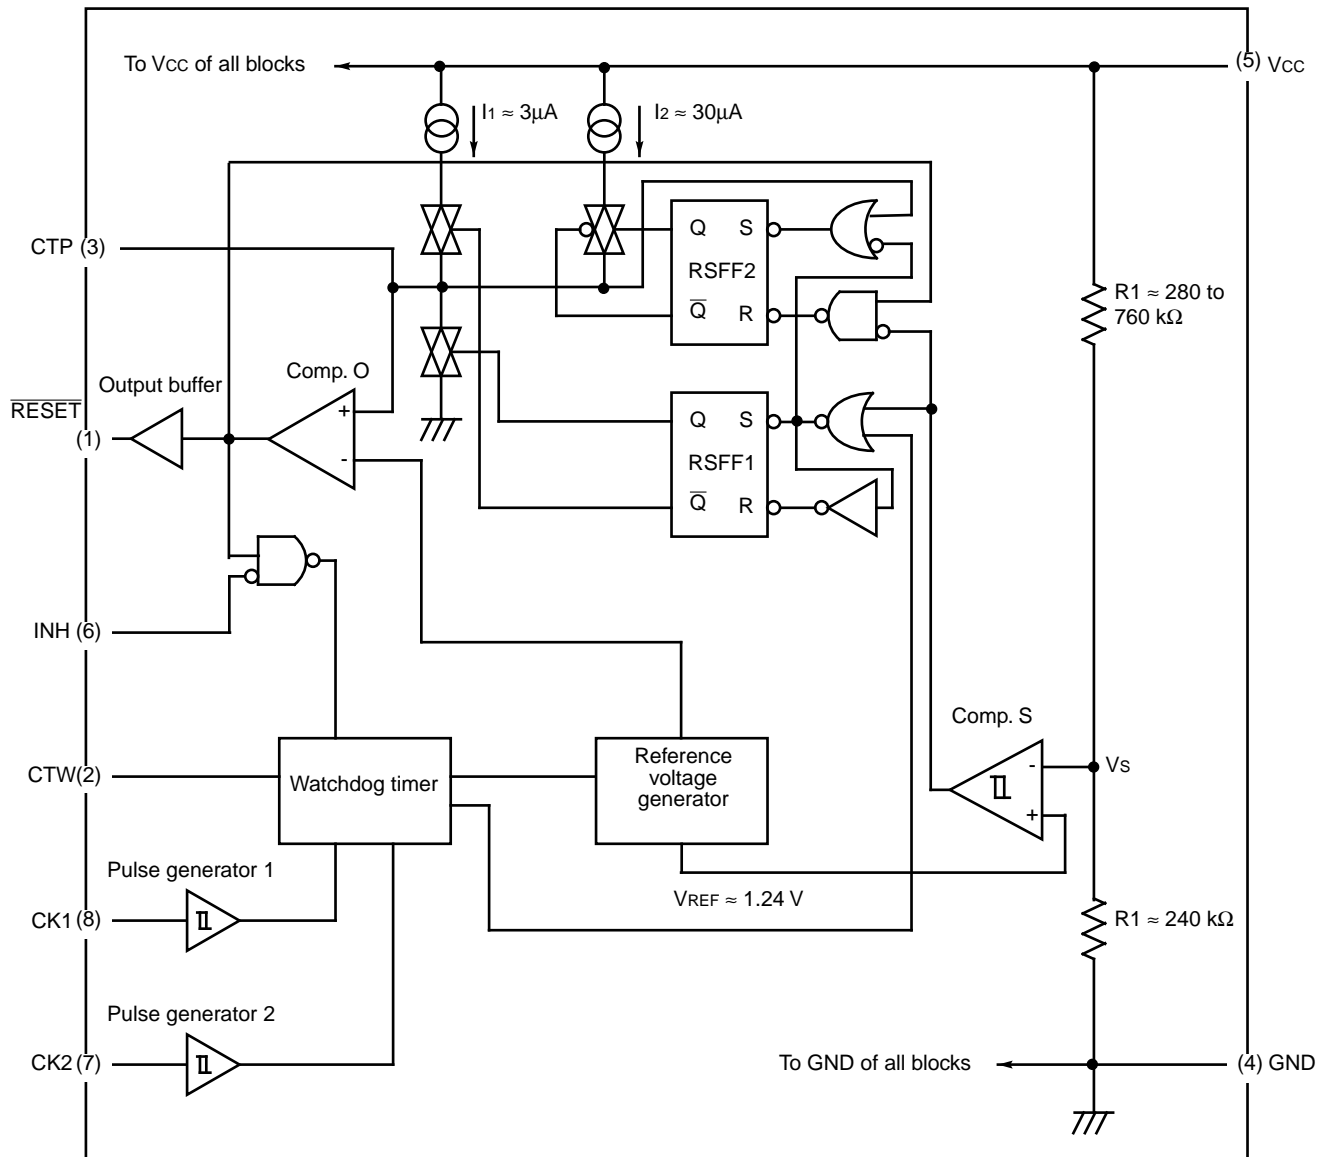 To VCC of all blocks
(5) VCC
I1 ≈ 3μA
I2 ≈ 30μA
CTP (3)
Q S
RSFF2
Q̅ R
R1 ≈ 280 to
760 kΩ
Output buffer
Comp. O
R̅E̅S̅E̅T̅
(1)
+
-
Q S
RSFF1
Q̅ R
INH (6)
Comp. S
CTW(2)
Watchdog timer
Reference
voltage
generator
-
+
VS
Pulse generator 1
VREF ≈ 1.24 V
CK1 (8)
R1 ≈ 240 kΩ
Pulse generator 2
CK2 (7)
To GND of all blocks
(4) GND